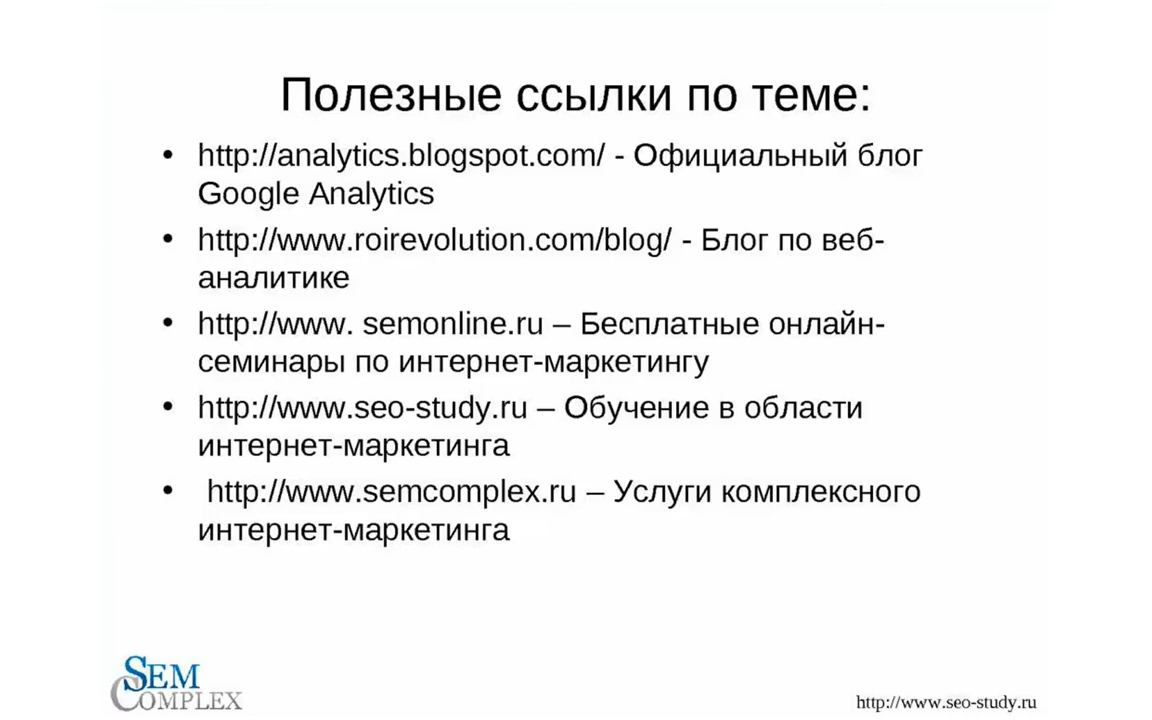 Полезные ссылки по теме:
• http://analytics.blogspot.com/ - Официальный блог
Google Analytics
• http://www.roirevolution.com/blog/ - Блог по веб-
аналитике
• http://www. semonline.ru – Бесплатные онлайн-
семинары по интернет-маркетингу
• http://www.seo-study.ru – Обучение в области
интернет-маркетинга
• http://www.semcomplex.ru – Услуги комплексного
интернет-маркетинга
SEM
COMPLEX
http://www.seo-study.ru